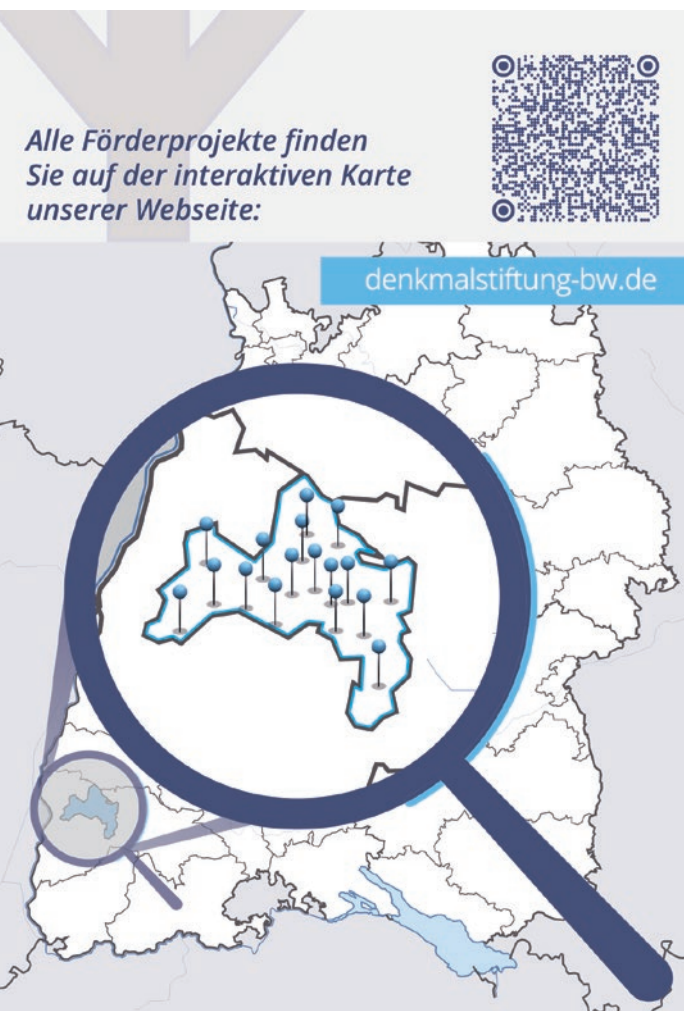 Alle Förderprojekte finden
Sie auf der interaktiven Karte
unserer Webseite:
denkmalstiftung-bw.de